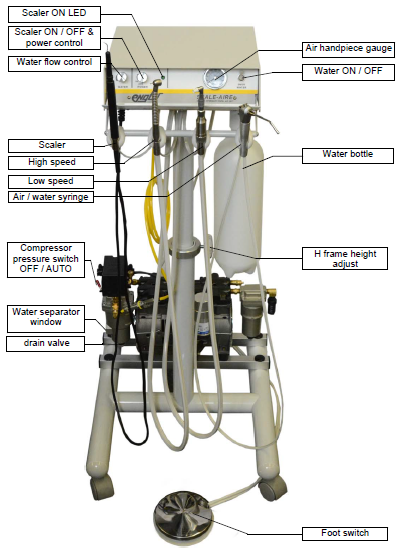 Scaler ON LED
Scaler ON / OFF &
power control
Water flow control
Air handpiece gauge
Water ON / OFF
engler
Scaler
High speed
Low speed
Air / water syringe
Water bottle
Compressor
pressure switch
OFF / AUTO
H frame height
adjust
Water separator
window
drain valve
Foot switch